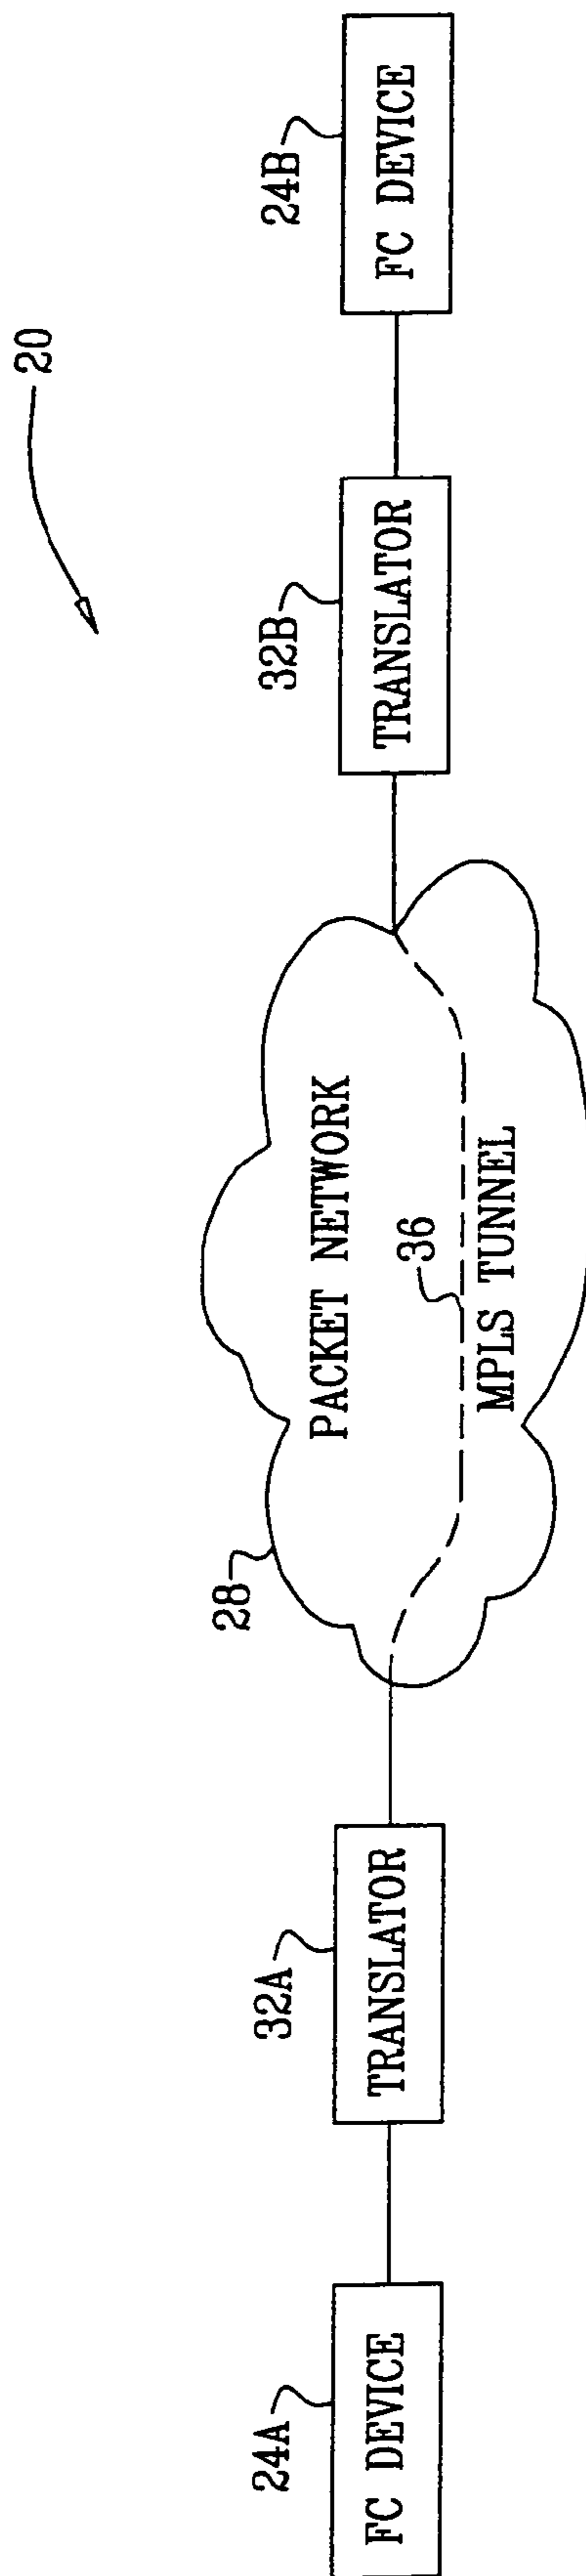 20
24A
FC DEVICE
32A
TRANSLATOR
28
PACKET NETWORK
36
MPLS TUNNEL
32B
TRANSLATOR
24B
FC DEVICE